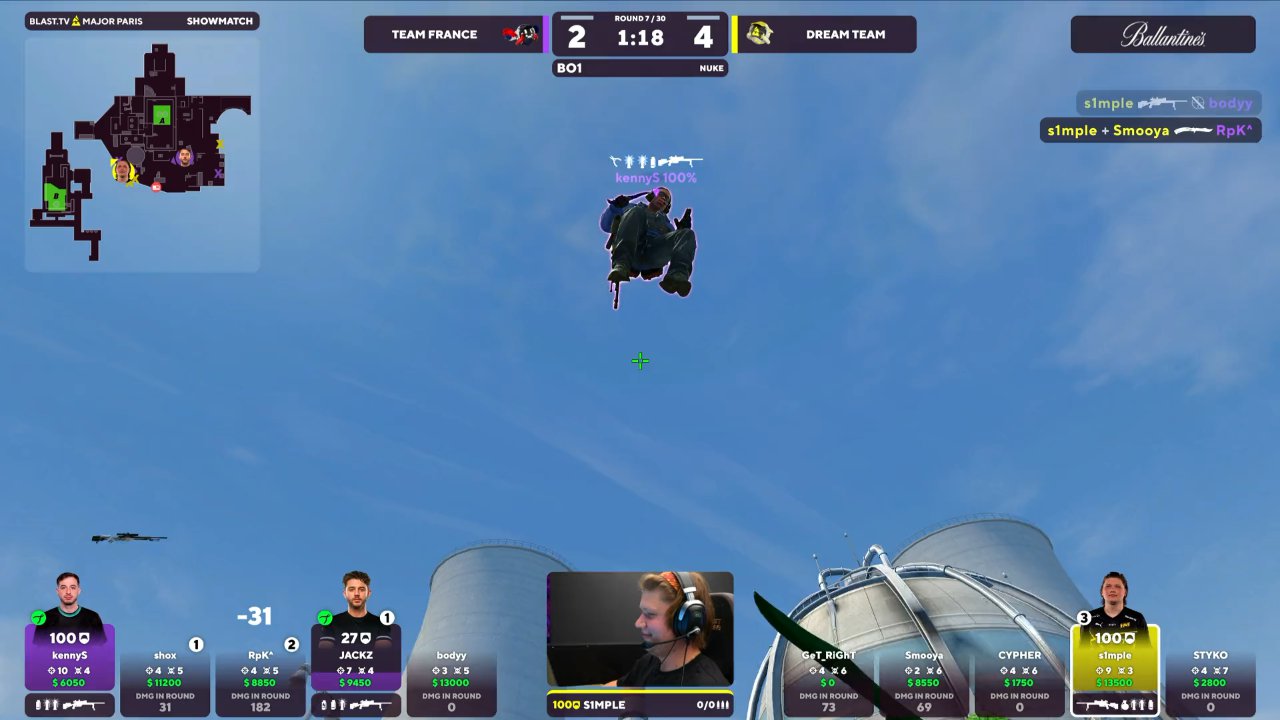 BLAST.TV MAJOR PARIS SHOWMATCH
TEAM FRANCE
2
ROUND 7 / 30
1:18
4
DREAM TEAM
BO1 NUKE
Ballantine's
s1mple bodyy
s1mple + Smooya RpK^
A
B
X
kennyS 100%
100
kennyS
10 4
$ 6050
1
shox
4 5
$ 11200
DMG IN ROUND
31
-31
2
RpK^
4 5
$ 8850
DMG IN ROUND
182
1
27
JACKZ
7 4
$ 9450
bodyy
3 5
$ 13000
DMG IN ROUND
0
100 S1MPLE 0/0
GeT_RiGhT
4 6
$ 0
DMG IN ROUND
73
Smooya
2 6
$ 8550
DMG IN ROUND
69
CYPHER
4 6
$ 1750
DMG IN ROUND
0
3
100
s1mple
9 3
$ 13500
STYKO
4 7
$ 2800
DMG IN ROUND
0